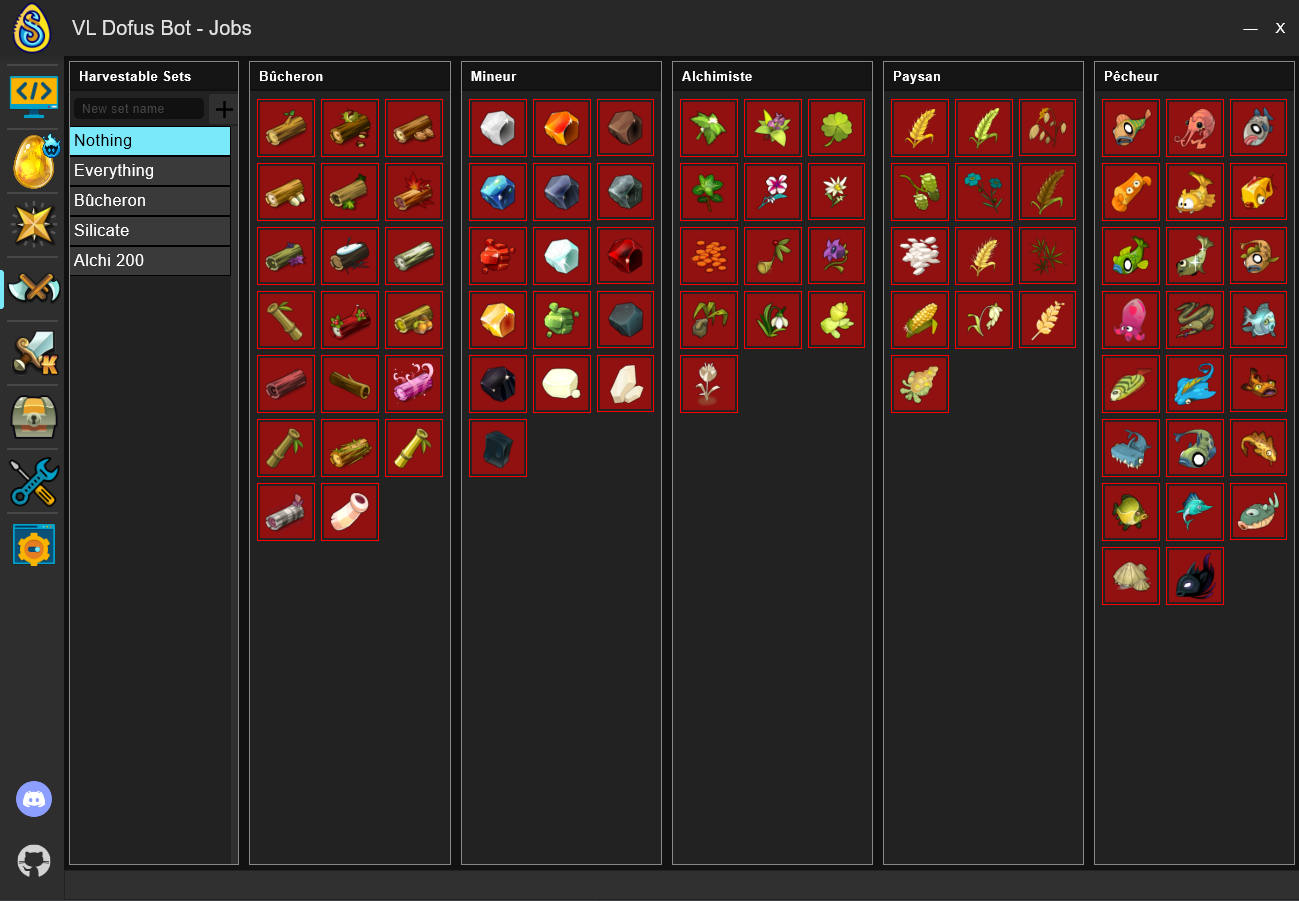 VL Dofus Bot - Jobs
— X
Harvestable Sets
New set name
Nothing
Everything
Bûcheron
Silicate
Alchi 200
Bûcheron
Mineur
Alchimiste
Paysan
Pêcheur